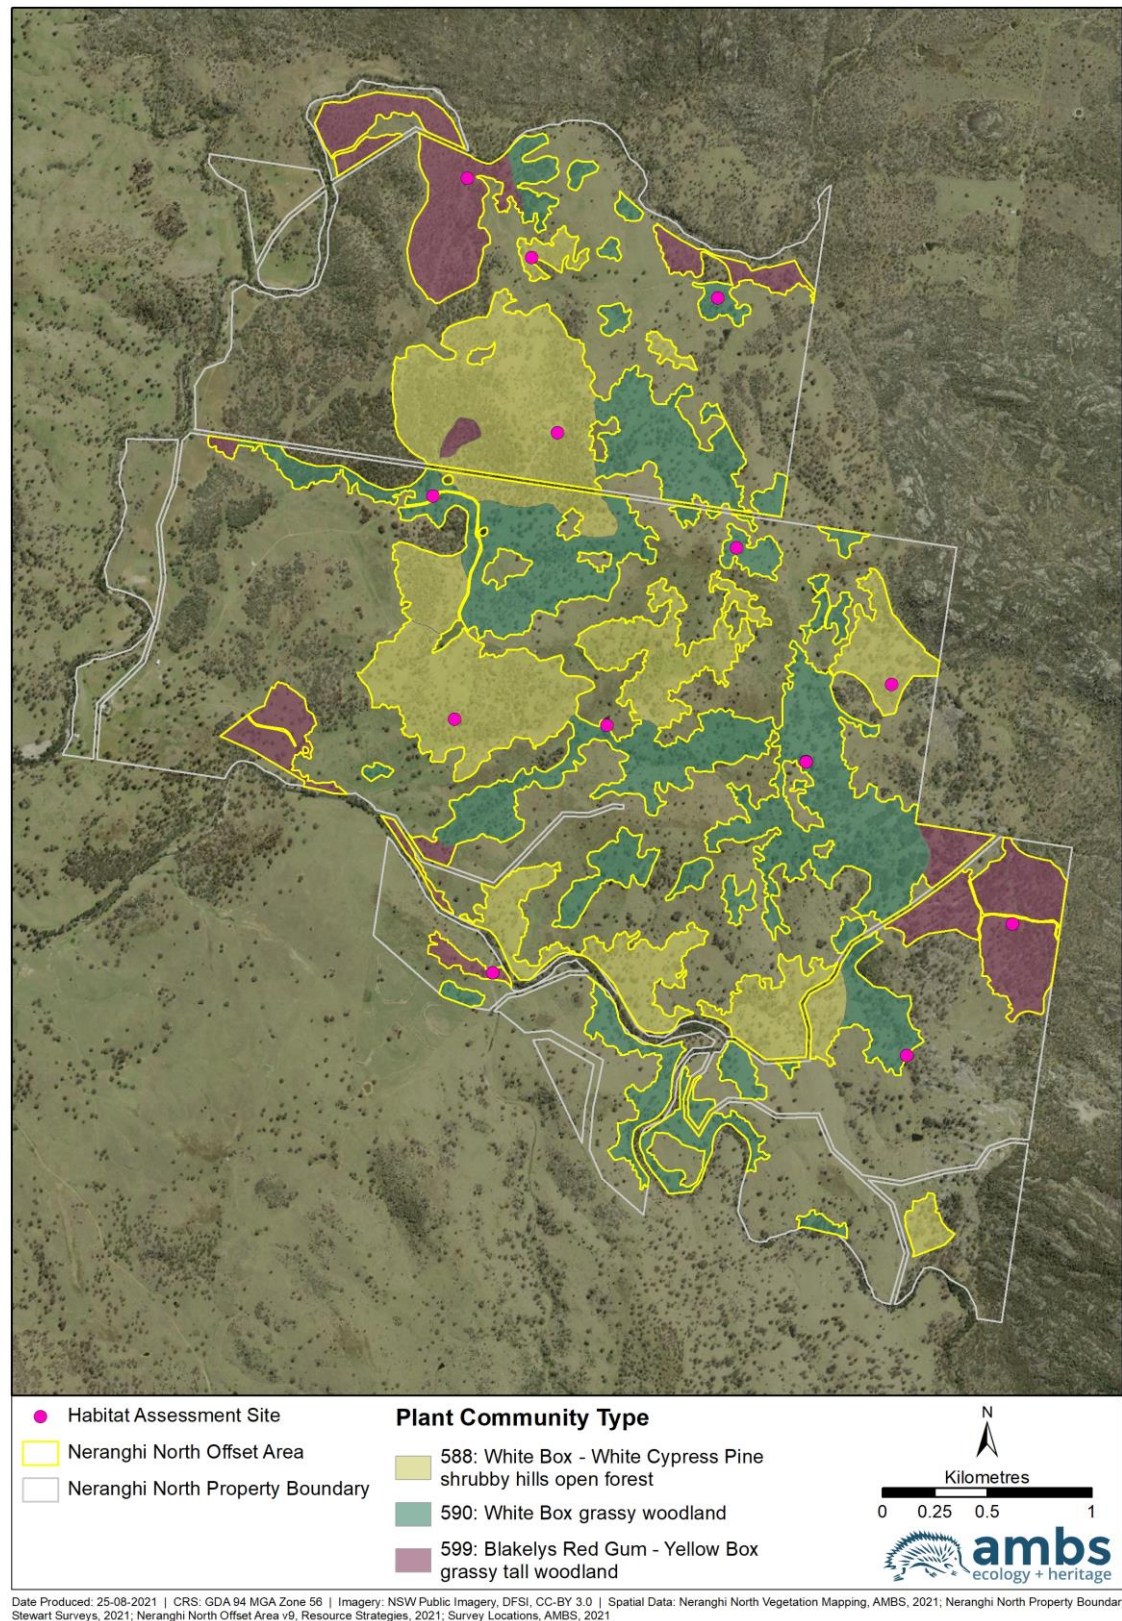 Habitat Assessment Site
Neranghi North Offset Area
Neranghi North Property Boundary
Plant Community Type
588: White Box - White Cypress Pine
shrubby hills open forest
590: White Box grassy woodland
599: Blakelys Red Gum - Yellow Box
grassy tall woodland
N
Kilometres
0 0.25 0.5 1
ambs
ecology + heritage
Date Produced: 25-08-2021 | CRS: GDA 94 MGA Zone 56 | Imagery: NSW Public Imagery, DFSI, CC-BY 3.0 | Spatial Data: Neranghi North Vegetation Mapping, AMBS, 2021; Neranghi North Property Boundar
Stewart Surveys, 2021; Neranghi North Offset Area v9, Resource Strategies, 2021; Survey Locations, AMBS, 2021